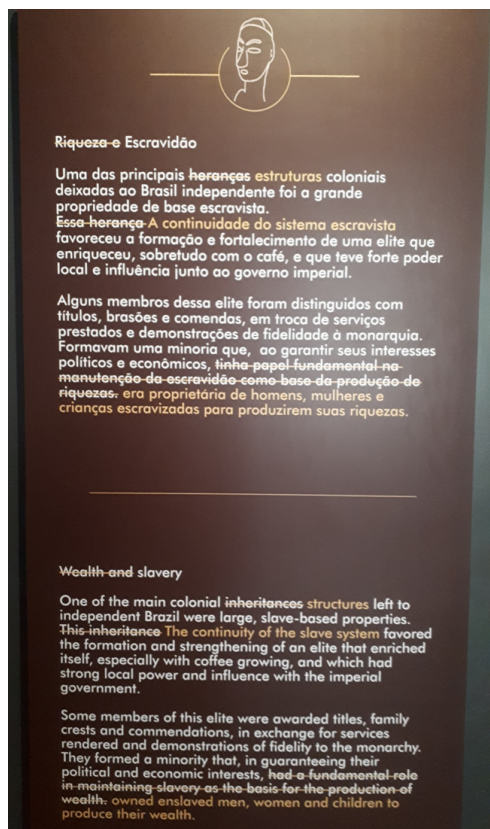 Riqueza e Escravidão
Uma das principais heranças estruturas coloniais
deixadas ao Brasil independente foi a grande
propriedade de base escravista.
Essa herança A continuidade do sistema escravista
favoreceu a formação e fortalecimento de uma elite que
enriqueceu, sobretudo com o café, e que teve forte poder
local e influência junto ao governo imperial.
Alguns membros dessa elite foram distinguidos com
títulos, brasões e comendas, em troca de serviços
prestados e demonstrações de fidelidade à monarquia.
Formavam uma minoria que, ao garantir seus interesses
políticos e econômicos, tinha papel fundamental na
manutenção da escravidão como base da produção de
riquezas. era proprietária de homens, mulheres e
crianças escravizadas para produzirem suas riquezas.
Wealth and slavery
One of the main colonial inheritances structures left to
independent Brazil were large, slave-based properties.
This inheritance The continuity of the slave system favored
the formation and strengthening of an elite that enriched
itself, especially with coffee growing, and which had
strong local power and influence with the imperial
government.
Some members of this elite were awarded titles, family
crests and commendations, in exchange for services
rendered and demonstrations of fidelity to the monarchy.
They formed a minority that, in guaranteeing their
political and economic interests, had a fundamental role
in maintaining slavery as the basis for the production of
wealth. owned enslaved men, women and children to
produce their wealth.